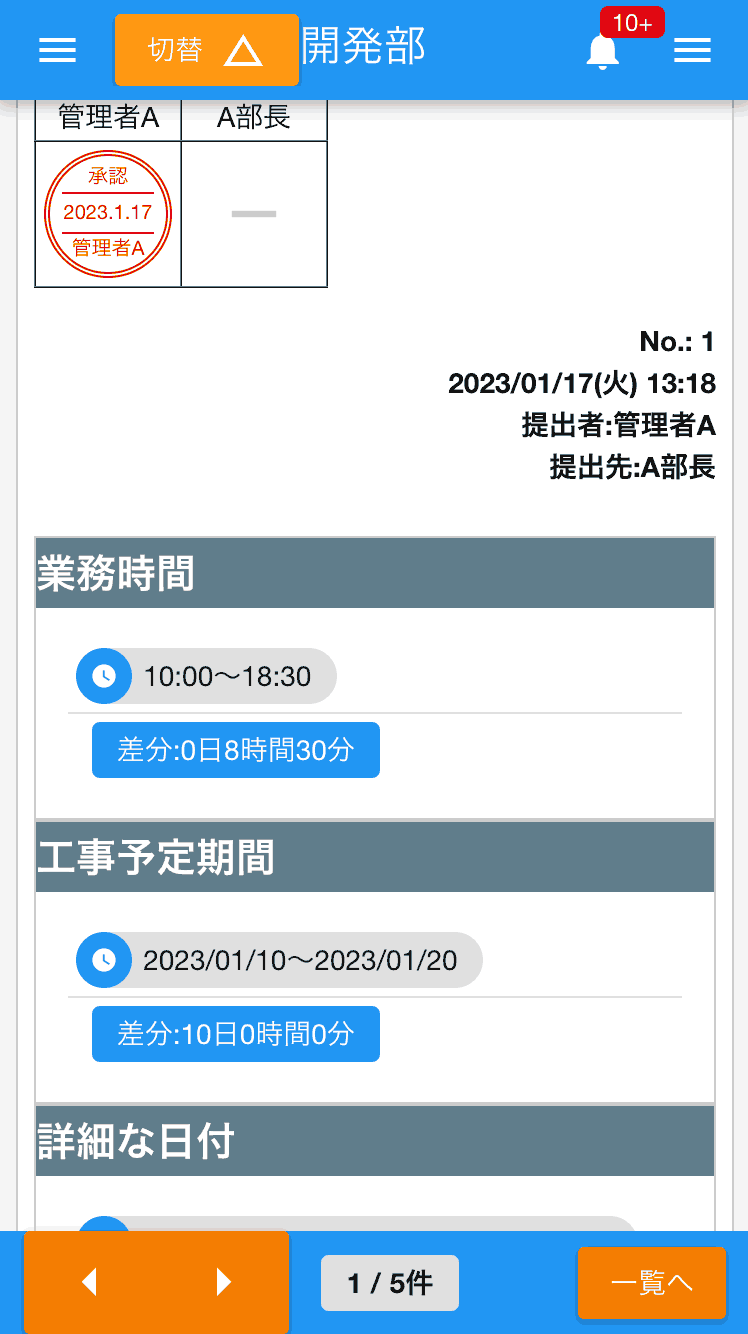 切替 △ 開発部 10+
管理者A A部長
承認
2023.1.17
管理者A
—
No.: 1
2023/01/17(火) 13:18
提出者:管理者A
提出先:A部長
業務時間
10:00〜18:30
差分:0日8時間30分
工事予定期間
2023/01/10〜2023/01/20
差分:10日0時間0分
詳細な日付
1 / 5件 一覧へ